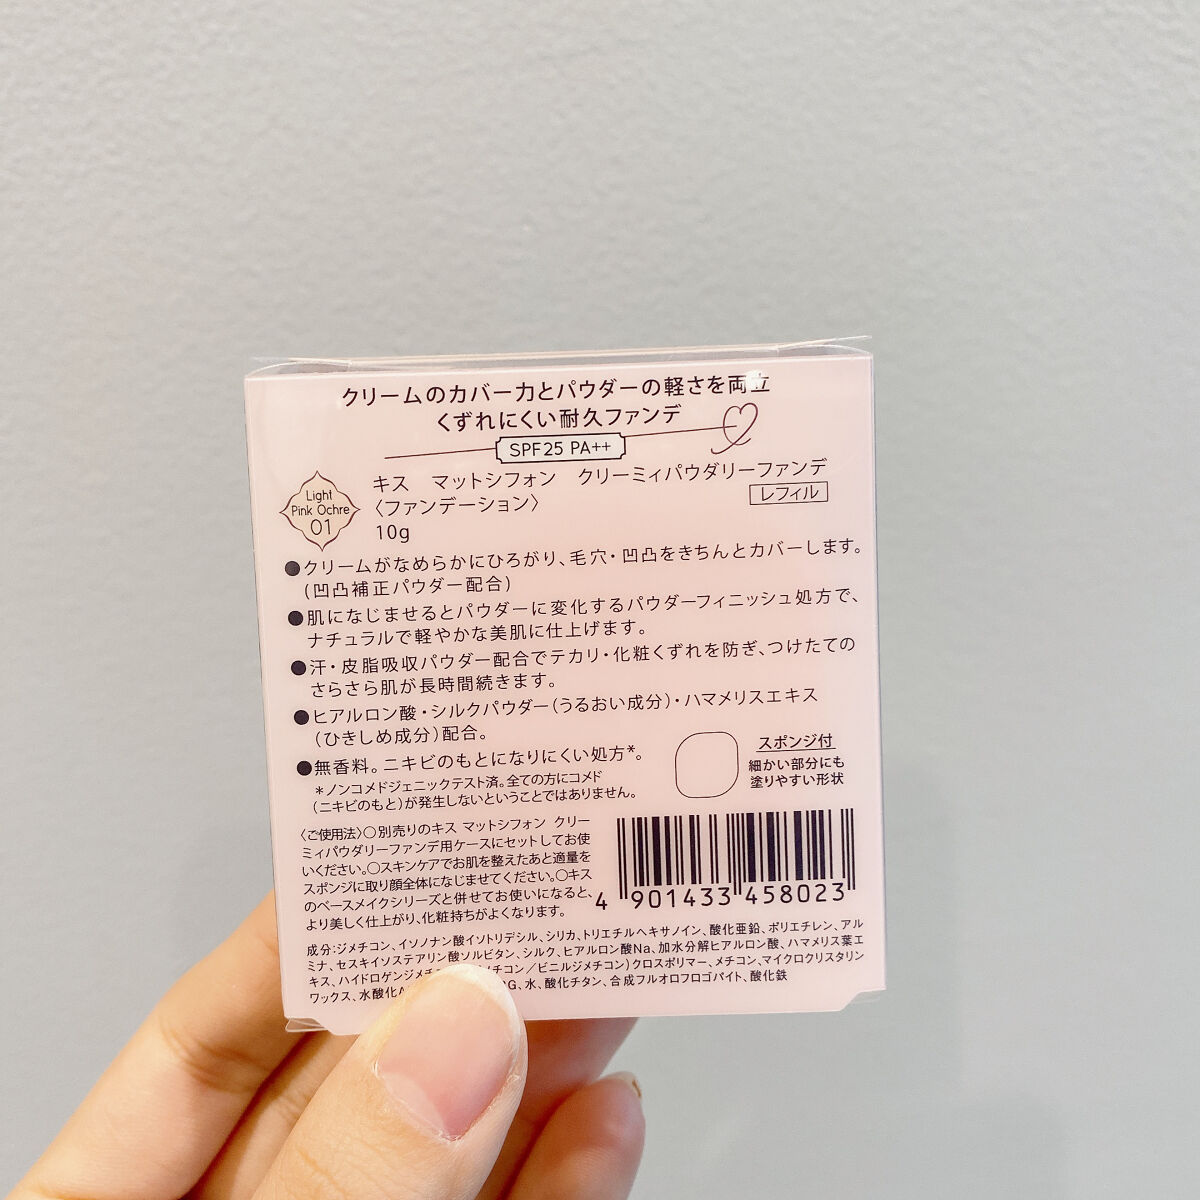 クリームのカバー力とパウダーの軽さを両立
くずれにくい耐久ファンデ
SPF25 PA++
Light
Pink Ochre
01
キス マットシフォン クリーミィパウダリーファンデ
〈ファンデーション〉
レフィル
10g
●クリームがなめらかにひろがり、毛穴・凹凸をきちんとカバーします。
(凹凸補正パウダー配合)
●肌になじませるとパウダーに変化するパウダーフィニッシュ処方で、
ナチュラルで軽やかな美肌に仕上げます。
●汗・皮脂吸収パウダー配合でテカリ・化粧くずれを防ぎ、つけたての
さらさら肌が長時間続きます。
●ヒアルロン酸・シルクパウダー(うるおい成分)・ハマメリスエキス
(ひきしめ成分)配合。
●無香料。ニキビのもとになりにくい処方*。
*ノンコメドジェニックテスト済。全ての方にコメド
(ニキビのもと)が発生しないということではありません。
スポンジ付
細かい部分にも
塗りやすい形状
〈ご使用法〉○別売りのキス マットシフォン クリー
ミィパウダリーファンデ用ケースにセットしてお使
いください。○スキンケアでお肌を整えたあと適量を
スポンジに取り顔全体になじませてください。○キス
のベースメイクシリーズと併せてお使いになると、
より美しく仕上がり、化粧持ちがよくなります。
4 901433 458023
成分:ジメチコン、イソノナン酸イソトリデシル、シリカ、トリエチルヘキサノイン、酸化亜鉛、ポリエチレン、アル
ミナ、セスキイソステアリン酸ソルビタン、シルク、ヒアルロン酸Na、加水分解ヒアルロン酸、ハマメリス葉エ
キス、ハイドロゲンジメチ メチコン/ビニルジメチコン)クロスポリマー、メチコン、マイクロクリスタリン
ワックス、水酸化A G、水、酸化チタン、合成フルオロフロゴパイト、酸化鉄